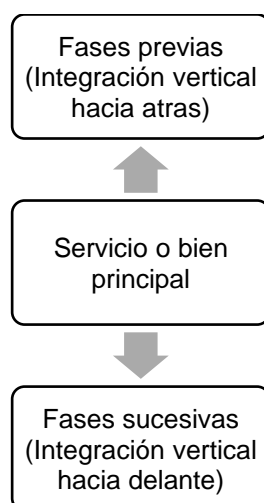 Fases previas
(Integración vertical
hacia atras)
Servicio o bien
principal
Fases sucesivas
(Integración vertical
hacia delante)